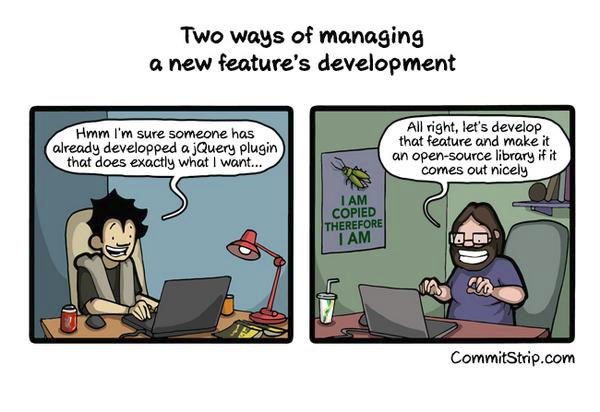 Two ways of managing
a new feature's development
Hmm I'm sure someone has
already developped a jQuery plugin
that does exactly what I want...
All right, let's develop
that feature and make it
an open-source library if it
comes out nicely
I AM
COPIED
THEREFORE
I AM
CommitStrip.com